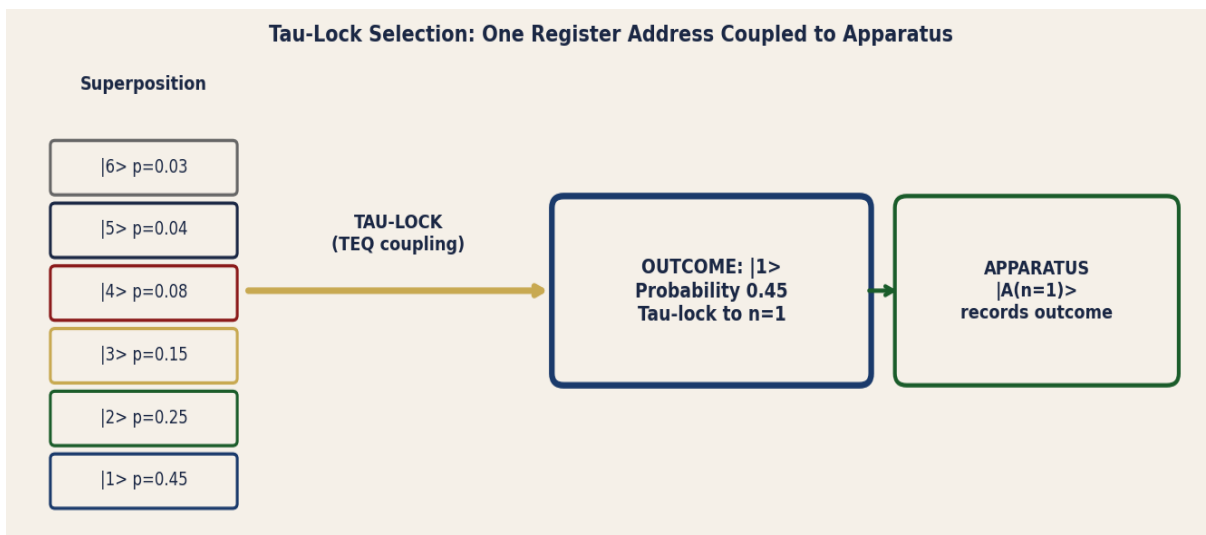 Tau-Lock Selection: One Register Address Coupled to Apparatus
Superposition
|6> p=0.03
|5> p=0.04
|4> p=0.08
|3> p=0.15
|2> p=0.25
|1> p=0.45
TAU-LOCK
(TEQ coupling)
OUTCOME: |1>
Probability 0.45
Tau-lock to n=1
APPARATUS
|A(n=1)>
records outcome